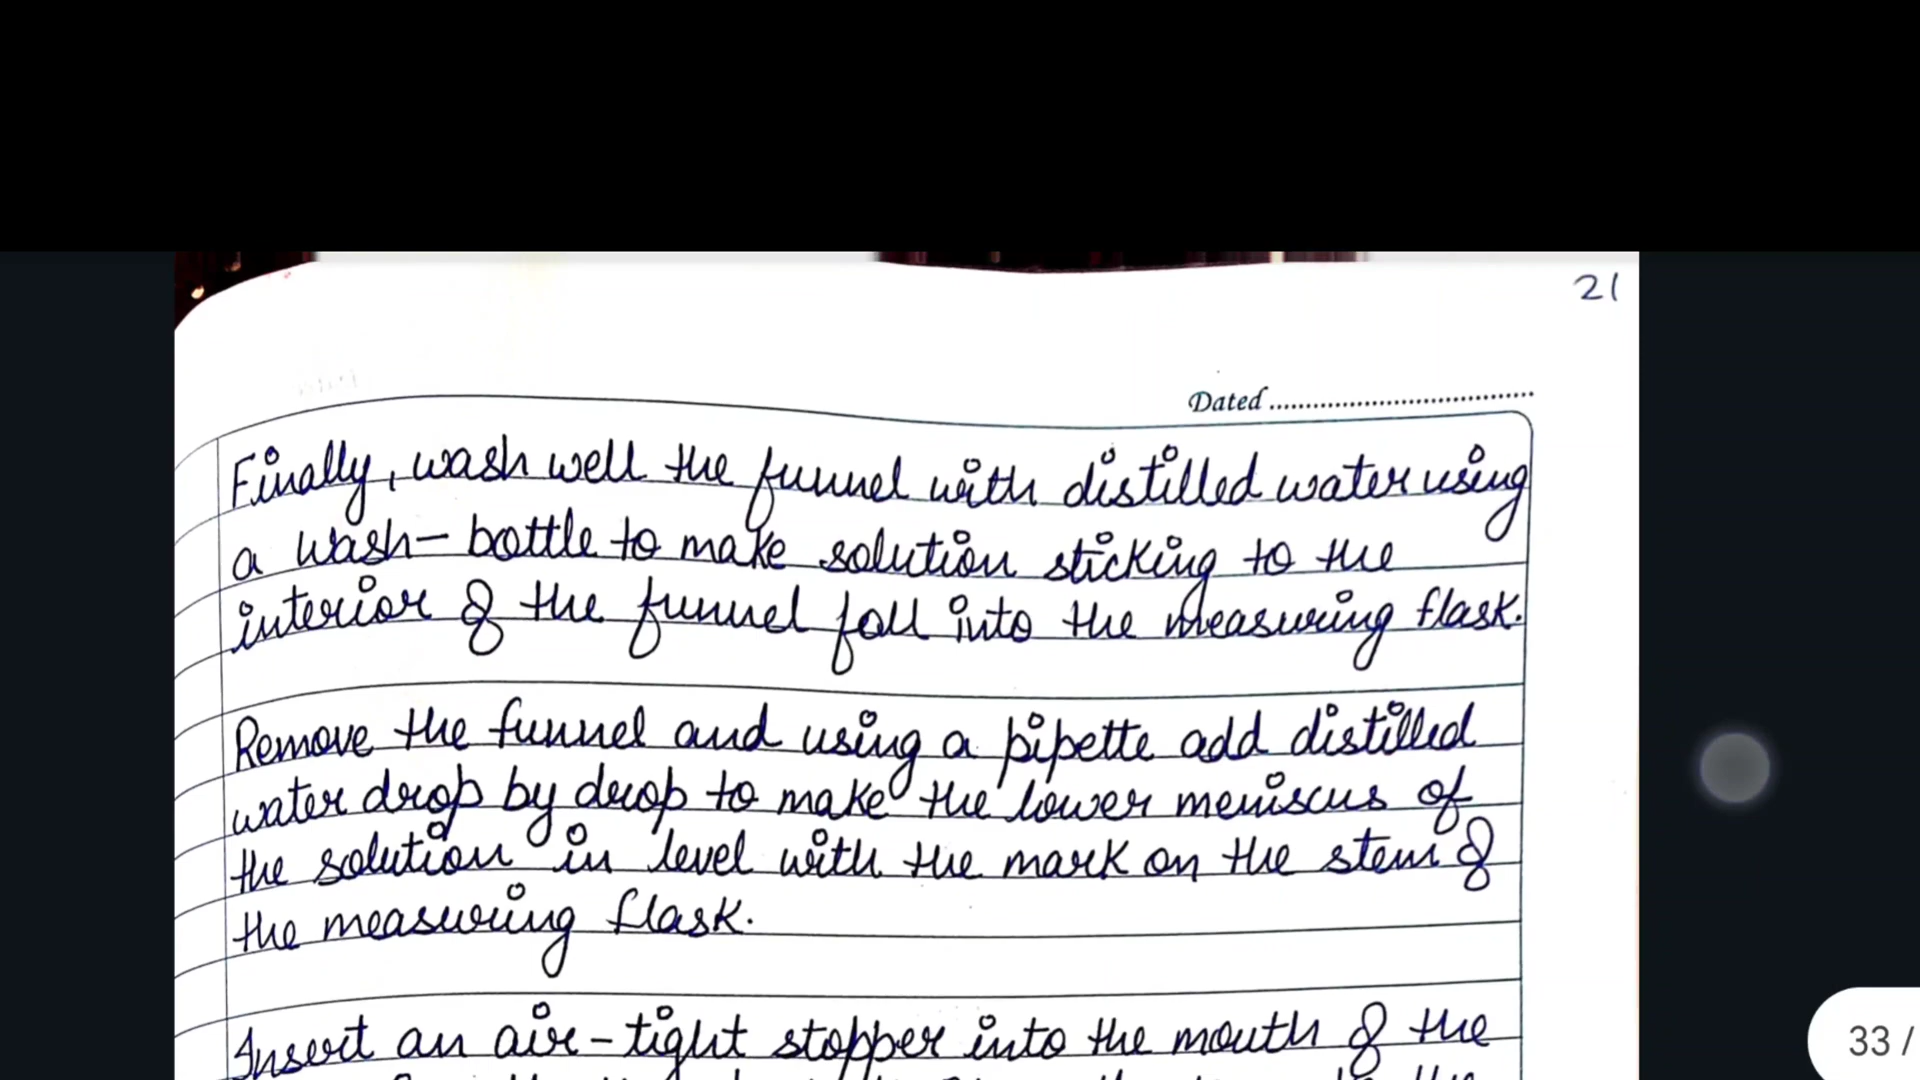 21
Dated
Finally, wash well the funnel with distilled water using
a wash-bottle to make solution sticking to the
interior of the funnel fall into the measuring flask.
Remove the funnel and using a pipette add distilled
water drop by drop to make the lower meniscus of
the solution in level with the mark on the stem of
the measuring flask.
Insert an air-tight stopper into the mouth of the
33 /